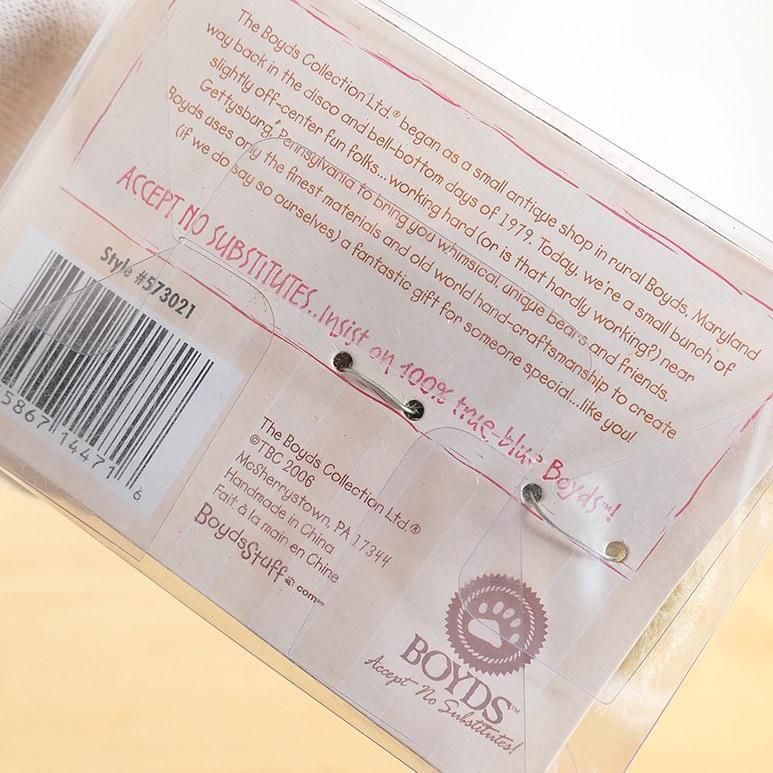 The Boyds Collection Ltd.® began as a small antique shop in rural Boyds, Maryland
way back in the disco and bell-bottom days of 1979. Today, we're a small bunch of
slightly off-center fun folks...working hard (or is that hardly working?) near
Gettysburg, Pennsylvania to bring you whimsical, unique bears and friends.
Boyds uses only the finest materials and old world hand-craftsmanship to create
(if we do say so ourselves) a fantastic gift for someone special...like you!
ACCEPT NO SUBSTITUTES...Insist on 100% true blue Boyds™!
Style #573021
5867 14471 6
The Boyds Collection Ltd.®
©TBC 2006
McSherrystown, PA 17344
Handmade in China
Fait à la main en Chine
BoydsStuff.com℠
BOYDS™
Accept No Substitutes!